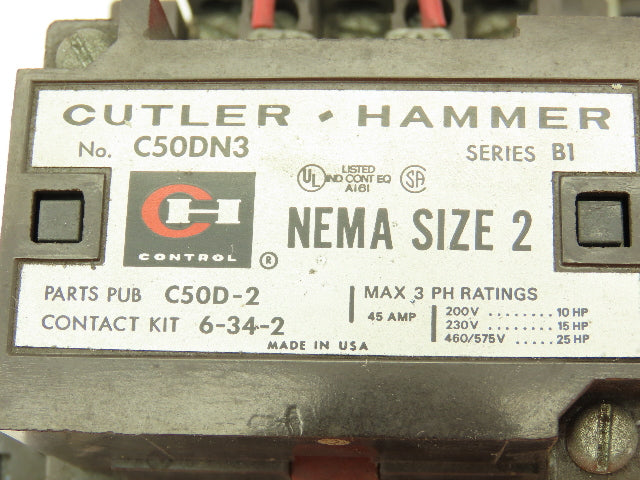 CUTLER • HAMMER
No. C50DN3
SERIES B1
UL LISTED
IND CONT EQ
A161
SA
CH
CONTROL ®
NEMA SIZE 2
PARTS PUB C50D-2
CONTACT KIT 6-34-2
MADE IN USA
MAX 3 PH RATINGS
45 AMP
200V ........ 10 HP
230V ........ 15 HP
460/575V ..... 25 HP